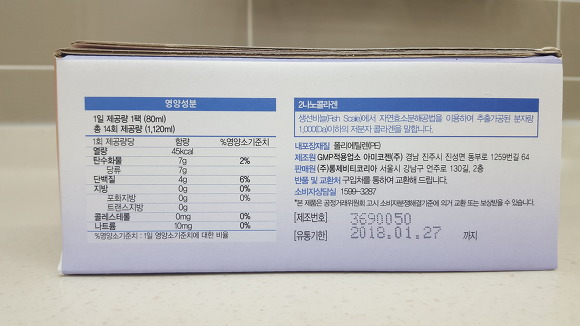 영양성분
1일 제공량 1팩 (80ml)
총 14회 제공량 (1,120ml)
1회 제공량당 함량 %영양소기준치
열량 45kcal
탄수화물 7g 2%
당류 7g
단백질 4g 6%
지방 0g 0%
포화지방 0g 0%
트랜스지방 0g
콜레스테롤 0mg 0%
나트륨 10mg 0%
%영양소기준치 : 1일 영양소기준치에 대한 비율
2나노콜라겐
생선비늘(Fish Scale)에서 자연효소분해공법을 이용하여 추출가공된 분자량
1,000(Da)이하의 저분자 콜라겐을 말합니다.
내포장재질 폴리에틸렌(PE)
제조원 GMP적용업소 아미코젠(주) 경남 진주시 진성면 동부로 1259번길 64
판매원 (주)통제비티코리아 서울시 강남구 언주로 130길, 2층
반품 및 교환처 구입처를 통하여 교환해 드립니다.
소비자상담실 1599-3287
*본 제품은 공정거래위원회 고시 소비자분쟁해결기준에 의거 교환 또는 보상받을 수 있습니다.
[제조번호] 3690050
[유통기한] 2018.01.27 까지